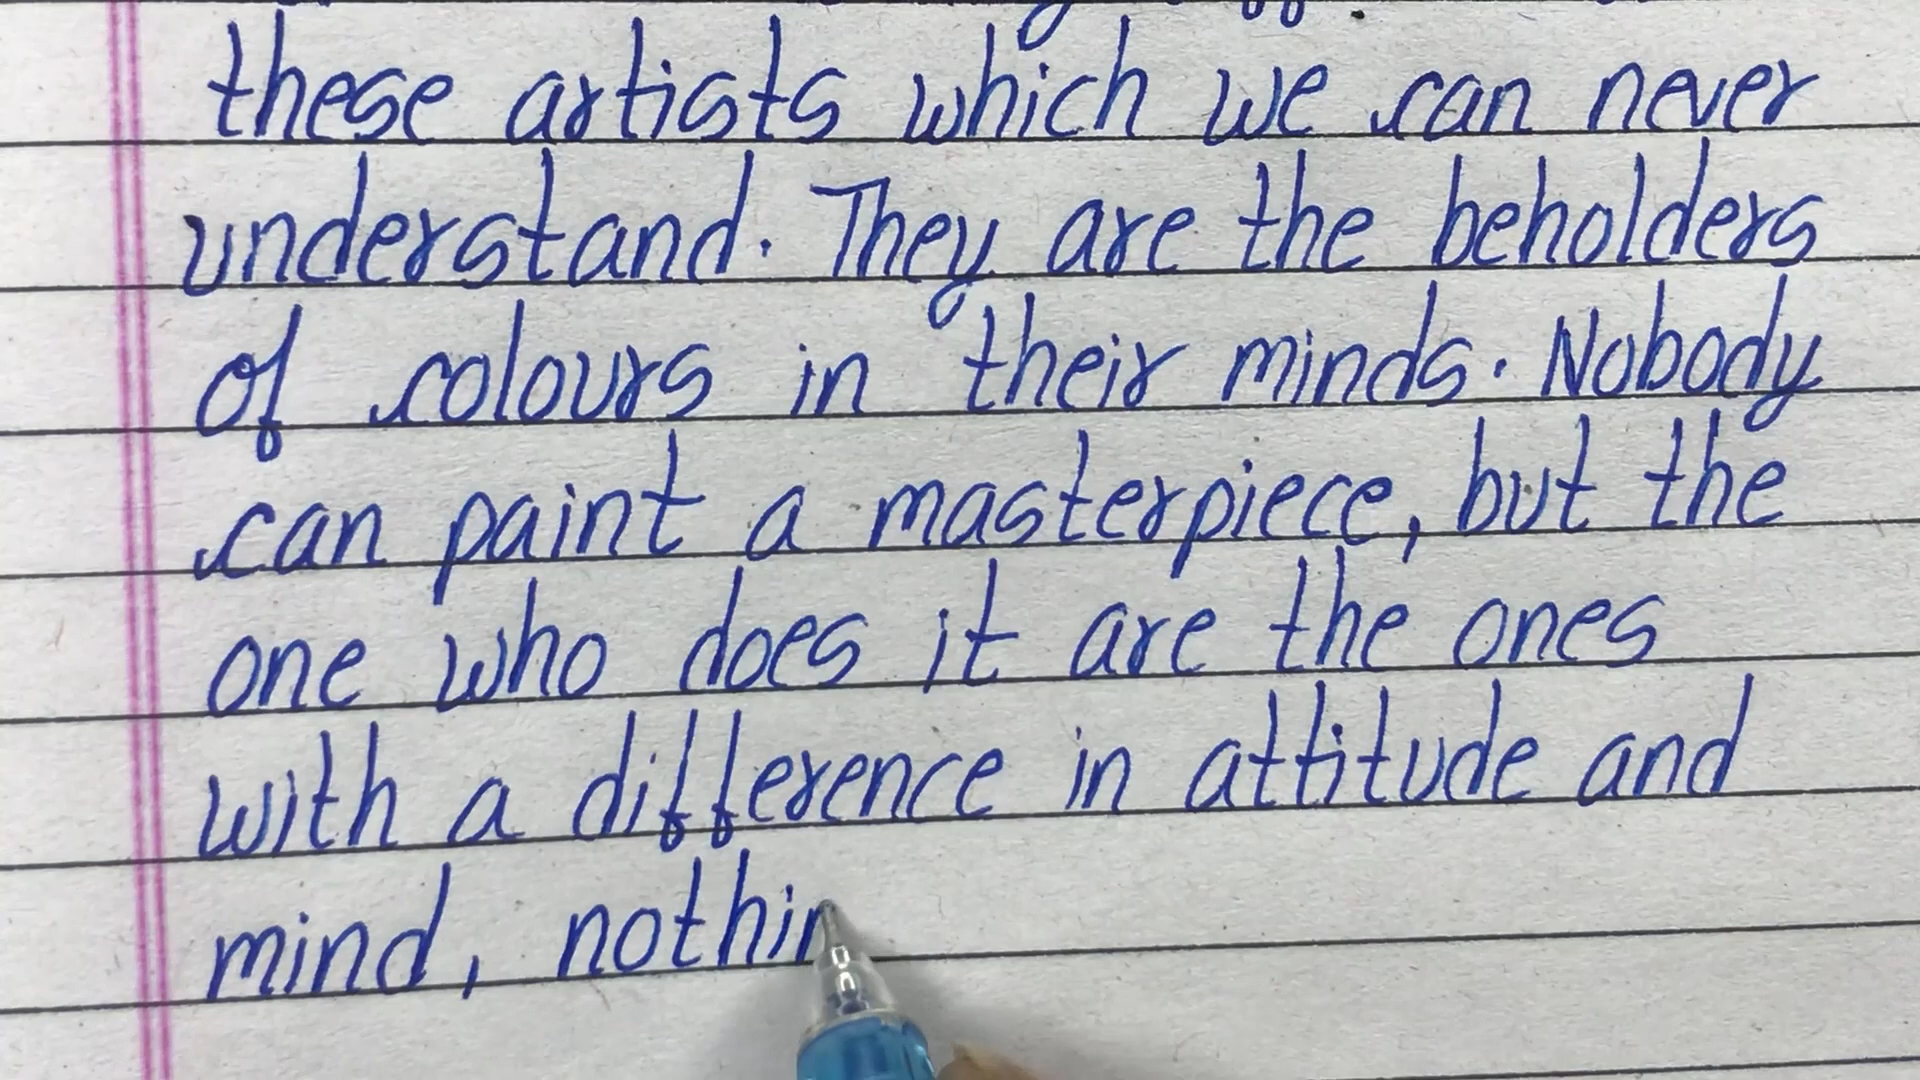 these artists which we can never
understand. They are the beholders
of colours in their minds. Nobody
can paint a masterpiece, but the
one who does it are the ones
with a difference in attitude and
mind, nothin